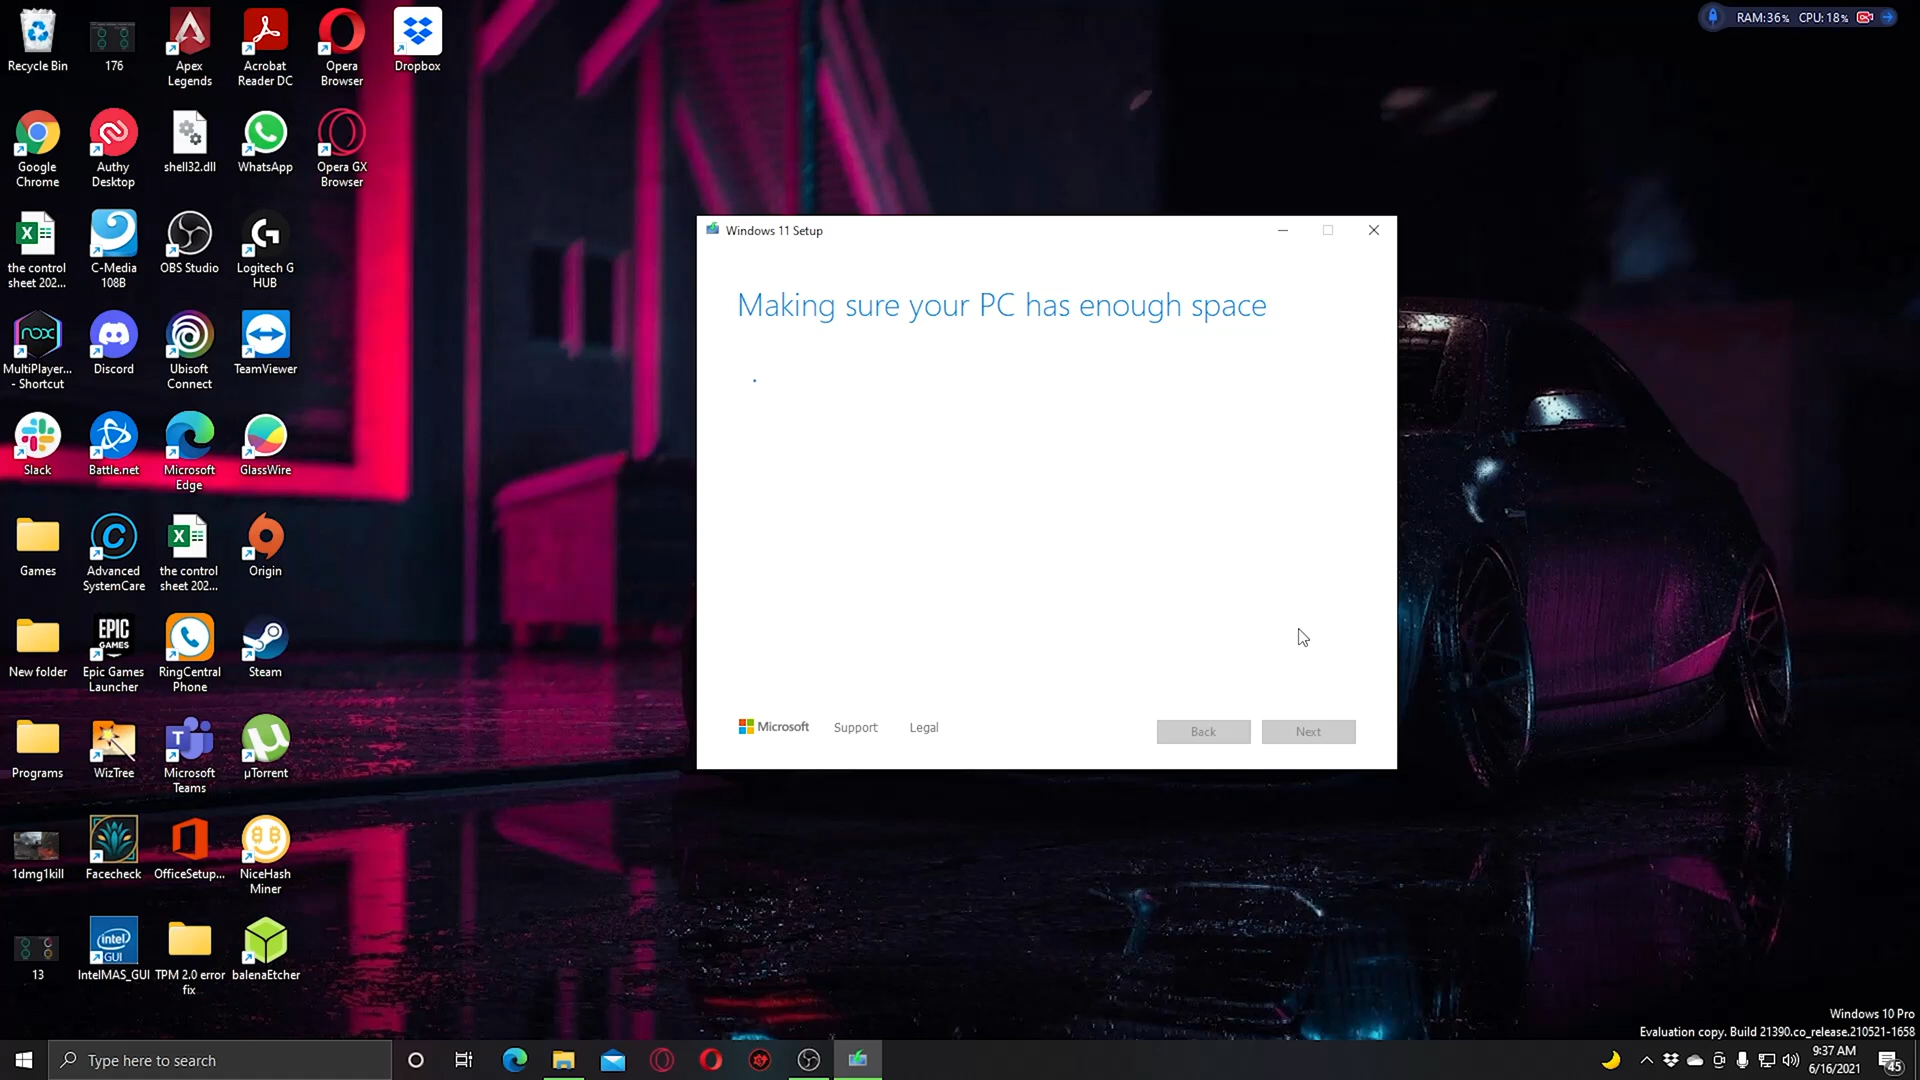 RAM:36% CPU:18%
Recycle Bin
176
Apex
Legends
Acrobat
Reader DC
Opera
Browser
Dropbox
Google
Chrome
Authy
Desktop
shell32.dll
WhatsApp
Opera GX
Browser
the control
sheet 202...
C-Media
108B
OBS Studio
Logitech G
HUB
nox
MultiPlayer...
- Shortcut
Discord
Ubisoft
Connect
TeamViewer
Slack
Battle.net
Microsoft
Edge
GlassWire
Games
Advanced
SystemCare
the control
sheet 202...
Origin
New folder
EPIC
GAMES
Epic Games
Launcher
RingCentral
Phone
Steam
Programs
WizTree
Microsoft
Teams
µTorrent
1dmg1kill
Facecheck
OfficeSetup...
NiceHash
Miner
13
intel
GUI
IntelMAS_GUI
TPM 2.0 error
fix
balenaEtcher
Windows 11 Setup
Making sure your PC has enough space
Microsoft
Support
Legal
Back
Next
Windows 10 Pro
Evaluation copy. Build 21390.co_release.210521-1658
Type here to search
9:37 AM
6/16/2021
45